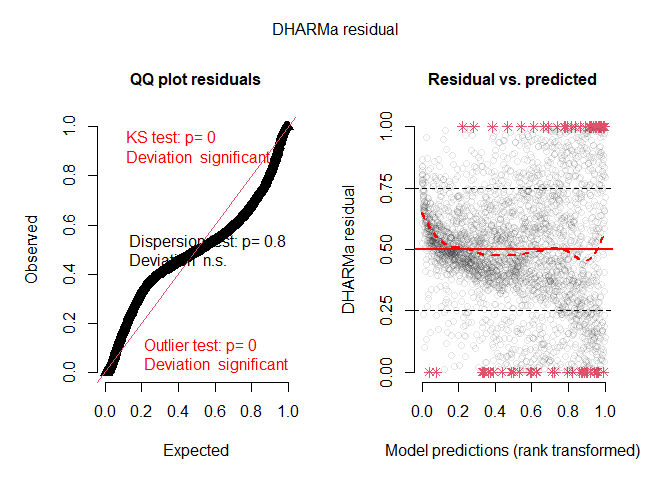 DHARMa residual
QQ plot residuals
Observed
0.0 0.2 0.4 0.6 0.8 1.0
KS test: p= 0
Deviation  significant
Dispersion test: p= 0.8
Deviation  n.s.
Outlier test: p= 0
Deviation  significant
0.0 0.2 0.4 0.6 0.8 1.0
Expected
Residual vs. predicted
DHARMa residual
0.00 0.25 0.50 0.75 1.00
0.0 0.2 0.4 0.6 0.8 1.0
Model predictions (rank transformed)